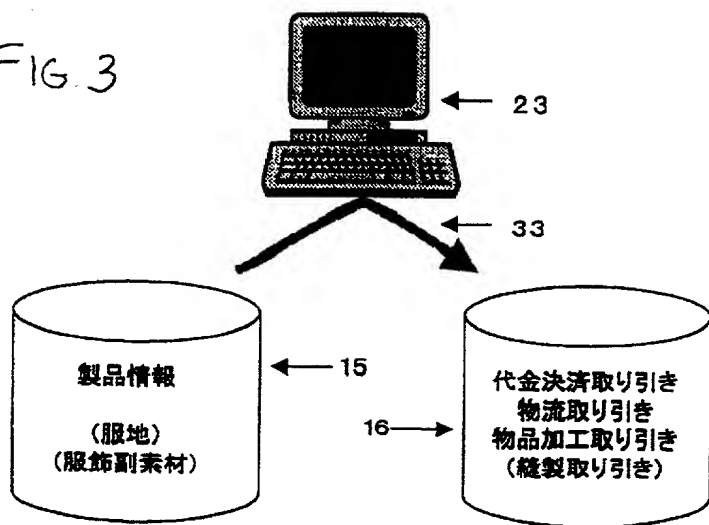 FIG. 3
23
33
製品情報
(服地)
(服飾副素材)
15
代金決済取り引き
物流取り引き
物品加工取り引き
(縫製取り引き)
16